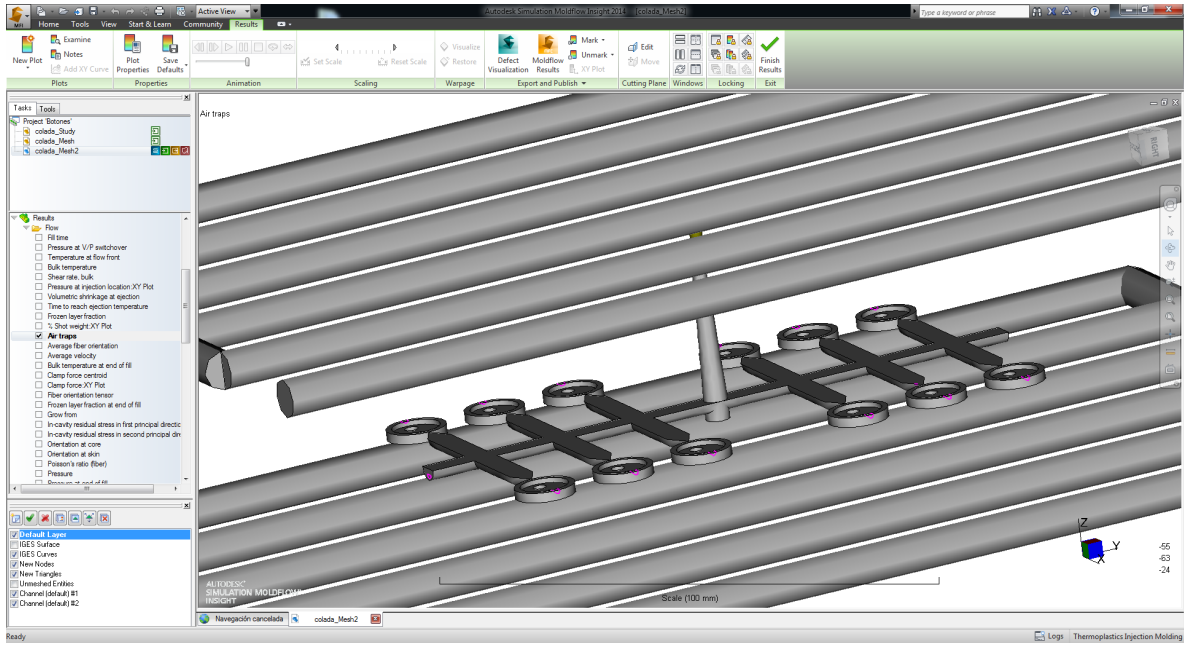 Active View
Autodesk Simulation Moldflow Insight 2014 [colada_Mesh2]
Type a keyword or phrase
MFI
Home Tools View Start & Learn Community Results
New Plot
Examine
Notes
Add XY Curve
Plot Properties
Save Defaults
Set Scale
Reset Scale
Visualize
Restore
Defect Visualization
Moldflow Results
Mark
Unmark
XY Plot
Edit
Move
Finish Results
Plots Properties Animation Scaling Warpage Export and Publish Cutting Plane Windows Locking Exit
Tasks Tools
Project 'Botones'
colada_Study
colada_Mesh
colada_Mesh2
Results
Flow
Fill time
Pressure at V/P switchover
Temperature at flow front
Bulk temperature
Shear rate, bulk
Pressure at injection location:XY Plot
Volumetric shrinkage at ejection
Time to reach ejection temperature
Frozen layer fraction
% Shot weight:XY Plot
Air traps
Average fiber orientation
Average velocity
Bulk temperature at end of fill
Clamp force centroid
Clamp force:XY Plot
Fiber orientation tensor
Frozen layer fraction at end of fill
Grow from
In-cavity residual stress in first principal directic
In-cavity residual stress in second principal dire
Orientation at core
Orientation at skin
Poisson's ratio (fiber)
Pressure
Pressure at end of fill
Default Layer
IGES Surface
IGES Curves
New Nodes
New Triangles
Unmeshed Entities
Channel (default) #1
Channel (default) #2
Air traps
RIGHT
Z
Y
X
-55
-63
-24
AUTODESK®
SIMULATION MOLDFLOW®
INSIGHT
Scale (100 mm)
Navegación cancelada
colada_Mesh2
Ready
Logs
Thermoplastics Injection Molding